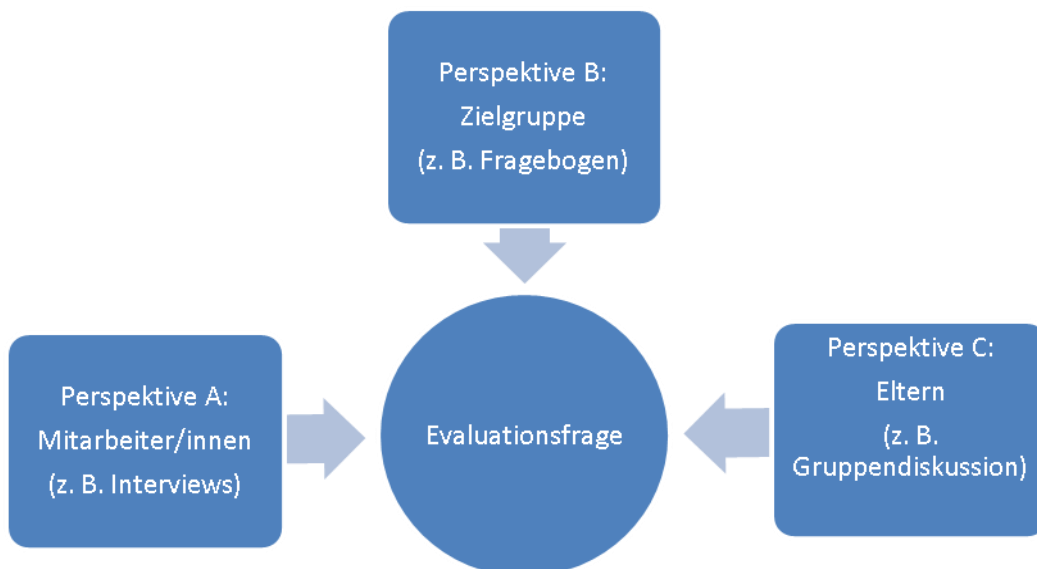 Perspektive B:
Zielgruppe
(z. B. Fragebogen)
Perspektive A:
Mitarbeiter/innen
(z. B. Interviews)
Evaluationsfrage
Perspektive C:
Eltern
(z. B.
Gruppendiskussion)